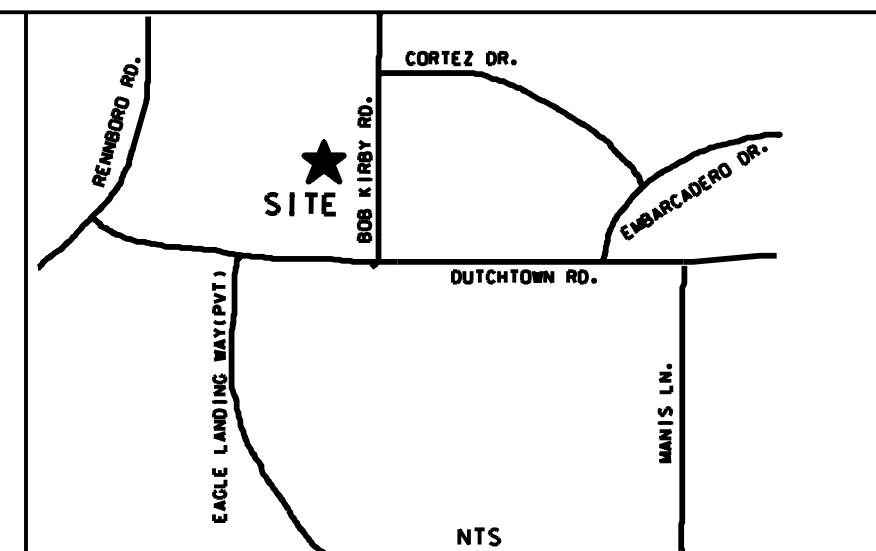 CORTEZ DR.
RENNBORO RD.
BOB KIRBY RD.
SITE
EMBARCADERO DR.
DUTCHTOWN RD.
EAGLE LANDING WAY(PVT)
MANIS LN.
NTS